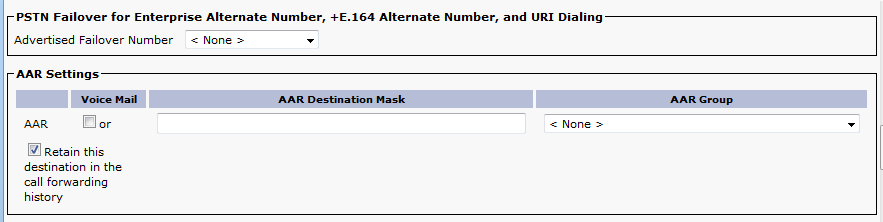 PSTN Failover for Enterprise Alternate Number, +E.164 Alternate Number, and URI Dialing
Advertised Failover Number < None >
AAR Settings
Voice Mail AAR Destination Mask AAR Group
AAR or < None >
Retain this
destination in the
call forwarding
history